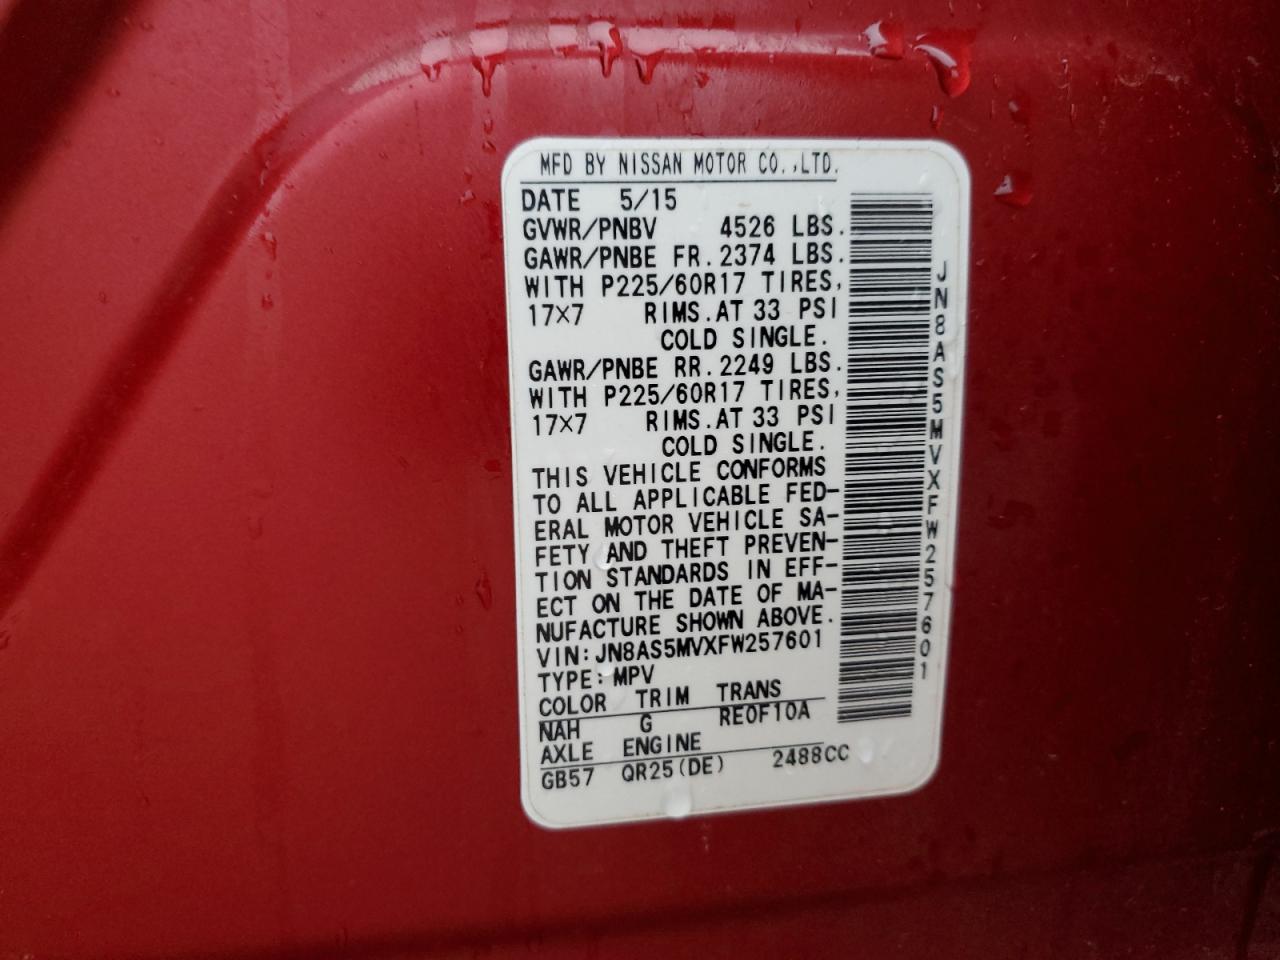 MFD BY NISSAN MOTOR CO.,LTD.
DATE 5/15
GVWR/PNBV 4526 LBS.
GAWR/PNBE FR. 2374 LBS.
WITH P225/60R17 TIRES,
17×7 RIMS.AT 33 PSI
COLD SINGLE.
GAWR/PNBE RR. 2249 LBS.
WITH P225/60R17 TIRES,
17×7 RIMS.AT 33 PSI
COLD SINGLE.
THIS VEHICLE CONFORMS
TO ALL APPLICABLE FED-
ERAL MOTOR VEHICLE SA-
FETY AND THEFT PREVEN-
TION STANDARDS IN EFF-
ECT ON THE DATE OF MA-
NUFACTURE SHOWN ABOVE.
VIN:JN8AS5MVXFW257601
TYPE:MPV
COLOR TRIM TRANS
NAH G RE0F10A
AXLE ENGINE
GB57 QR25(DE) 2488CC
JN8AS5MVXFW257601